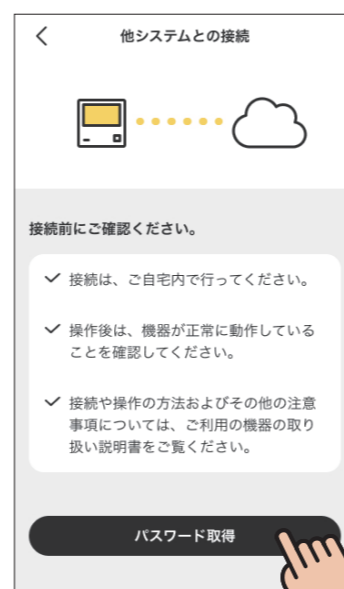 他システムとの接続
接続前にご確認ください。
接続は、ご自宅内で行ってください。
操作後は、機器が正常に動作している
ことを確認してください。
接続や操作の方法およびその他の注意
事項については、ご利用の機器の取り
扱い説明書をご覧ください。
パスワード取得